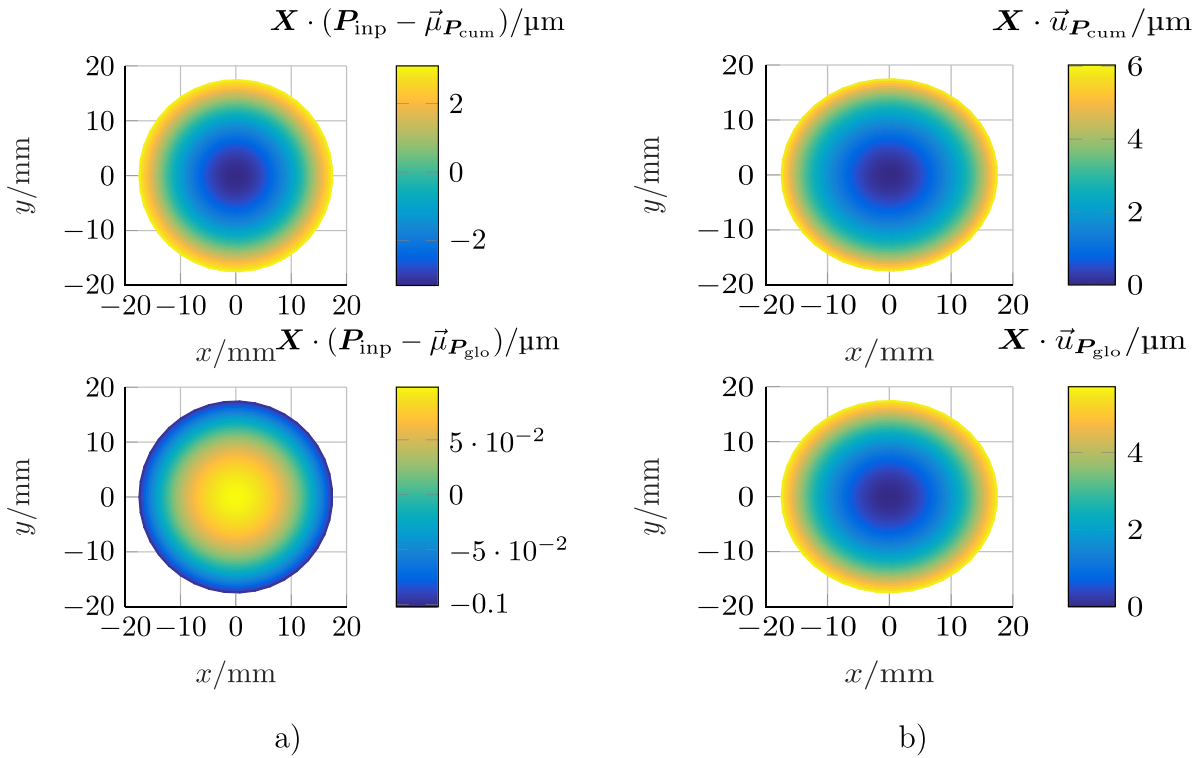 X · (P_inp − μ⃗_P_cum)/µm
20
10
0
−10
−20
y/mm
−20 −10 0 10 20
x/mm
2
0
−2
X · u⃗_P_cum/µm
20
10
0
−10
−20
y/mm
−20 −10 0 10 20
x/mm
6
4
2
0
X · (P_inp − μ⃗_P_glo)/µm
20
10
0
−10
−20
y/mm
−20 −10 0 10 20
x/mm
5 · 10⁻²
0
−5 · 10⁻²
−0.1
X · u⃗_P_glo/µm
20
10
0
−10
−20
y/mm
−20 −10 0 10 20
x/mm
4
2
0
a)
b)